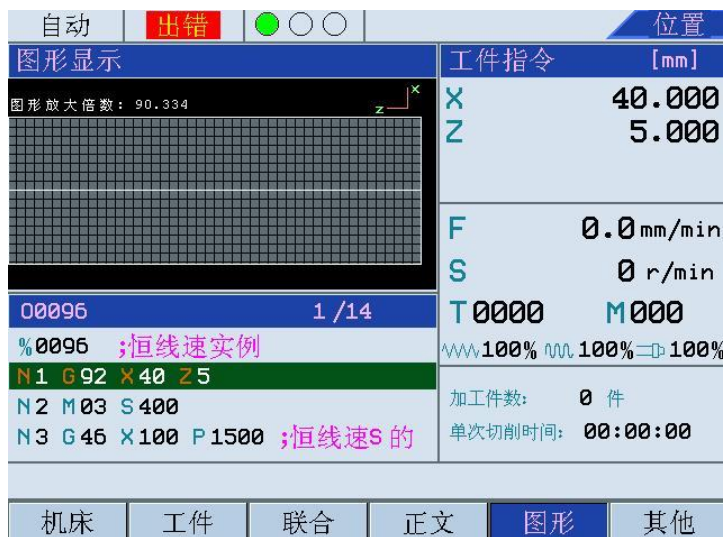 自动 出错 位置
图形显示
图形放大倍数: 90.334
X
Z
工件指令 [mm]
X 40.000
Z 5.000
F 0.0 mm/min
S 0 r/min
T0000 M000
100% 100% 100%
加工件数: 0 件
单次切削时间: 00:00:00
O0096 1/14
%0096 ;恒线速实例
N1 G92 X40 Z5
N2 M03 S400
N3 G46 X100 P1500 ;恒线速S 的
机床 工件 联合 正文 图形 其他